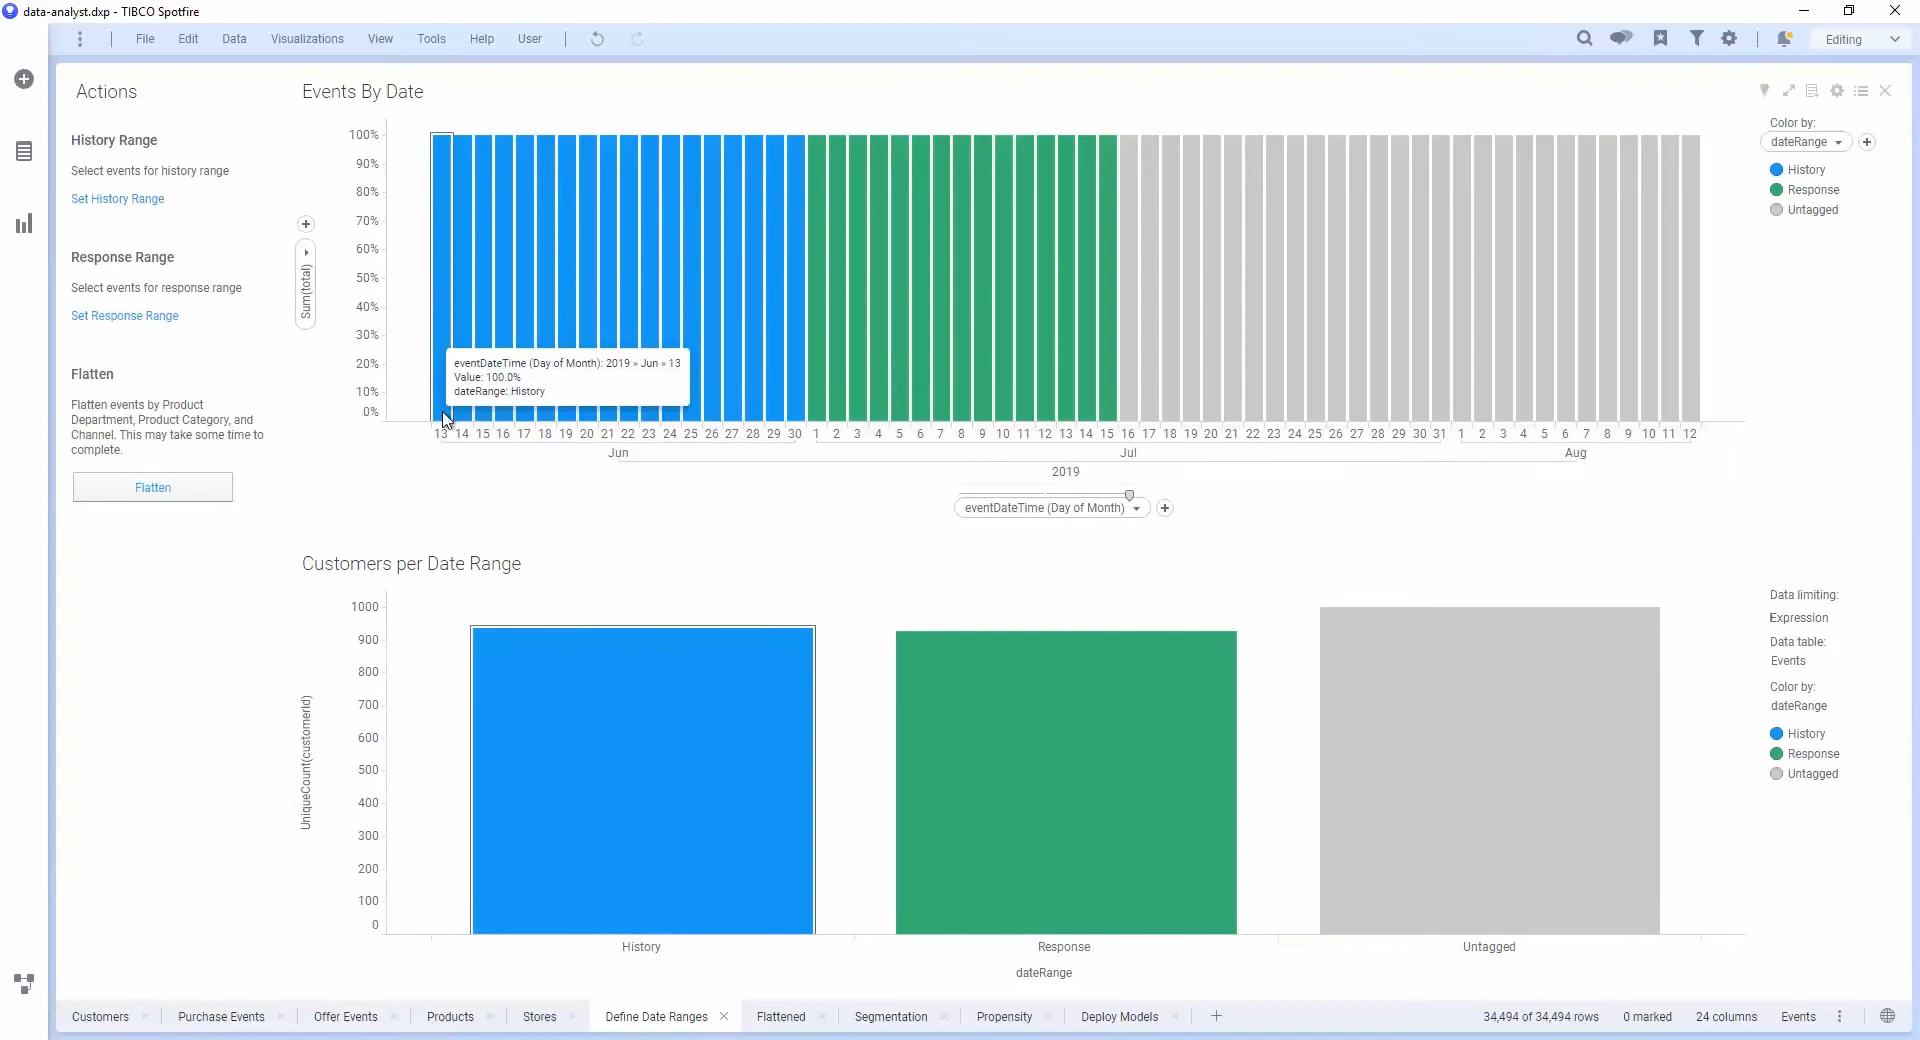 data-analyst.dxp - TIBCO Spotfire
File Edit Data Visualizations View Tools Help User
Editing
Actions
History Range
Select events for history range
Set History Range
Response Range
Select events for response range
Set Response Range
Flatten
Flatten events by Product
Department, Product Category, and
Channel. This may take some time to
complete.
Flatten
Events By Date
Sum(total)
100%
90%
80%
70%
60%
50%
40%
30%
20%
10%
0%
eventDateTime (Day of Month): 2019 » Jun » 13
Value: 100.0%
dateRange: History
13 14 15 16 17 18 19 20 21 22 23 24 25 26 27 28 29 30 1 2 3 4 5 6 7 8 9 10 11 12 13 14 15 16 17 18 19 20 21 22 23 24 25 26 27 28 29 30 31 1 2 3 4 5 6 7 8 9 10 11 12
Jun Jul Aug
2019
eventDateTime (Day of Month)
Color by:
dateRange
History
Response
Untagged
Customers per Date Range
UniqueCount(customerId)
1000
900
800
700
600
500
400
300
200
100
0
History Response Untagged
dateRange
Data limiting:
Expression
Data table:
Events
Color by:
dateRange
History
Response
Untagged
Customers Purchase Events Offer Events Products Stores Define Date Ranges Flattened Segmentation Propensity Deploy Models
34,494 of 34,494 rows 0 marked 24 columns Events